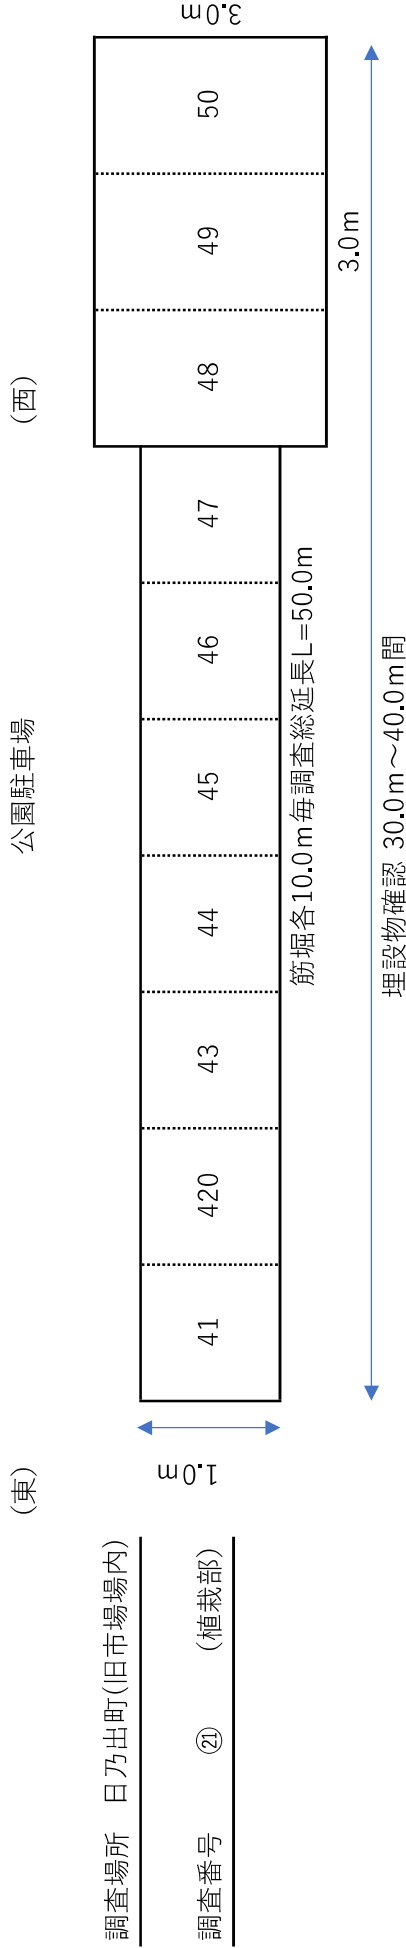 調査場所　日乃出町(旧市場場内)
調査番号　㉑　(植栽部)
(東)
公園駐車場
(西)
1.0ｍ
41
420
43
44
45
46
47
48
49
50
3.0ｍ
3.0ｍ
筋堀各10.0ｍ毎調査総延長L=50.0ｍ
埋設物確認 30.0ｍ～40.0ｍ間